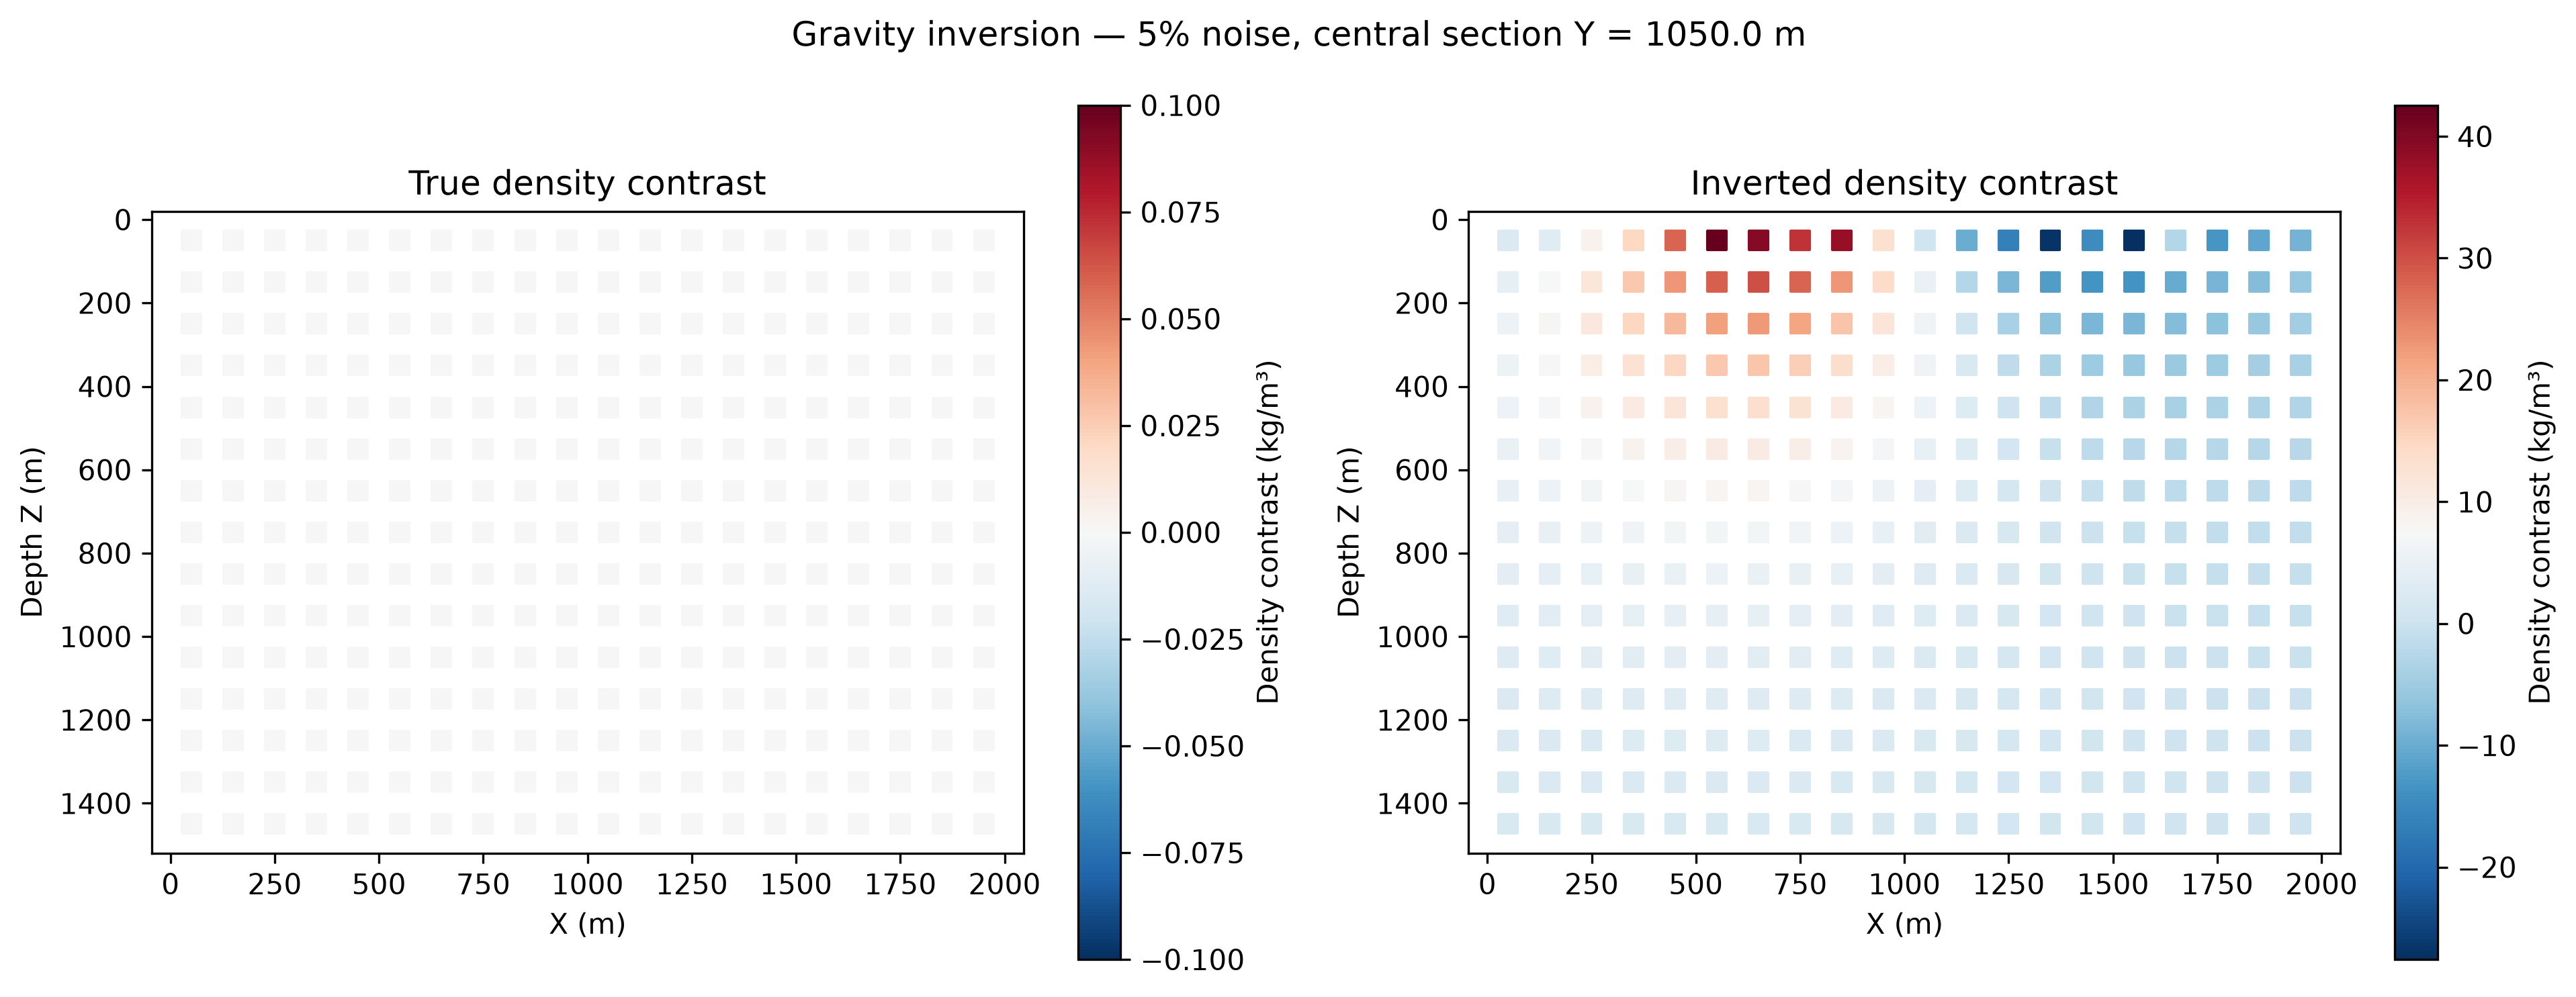 Gravity inversion — 5% noise, central section Y = 1050.0 m
True density contrast
0
200
400
600
800
1000
1200
1400
Depth Z (m)
0 250 500 750 1000 1250 1500 1750 2000
X (m)
0.100
0.075
0.050
0.025
0.000
−0.025
−0.050
−0.075
−0.100
Density contrast (kg/m³)
Inverted density contrast
0
200
400
600
800
1000
1200
1400
Depth Z (m)
0 250 500 750 1000 1250 1500 1750 2000
X (m)
40
30
20
10
0
−10
−20
Density contrast (kg/m³)